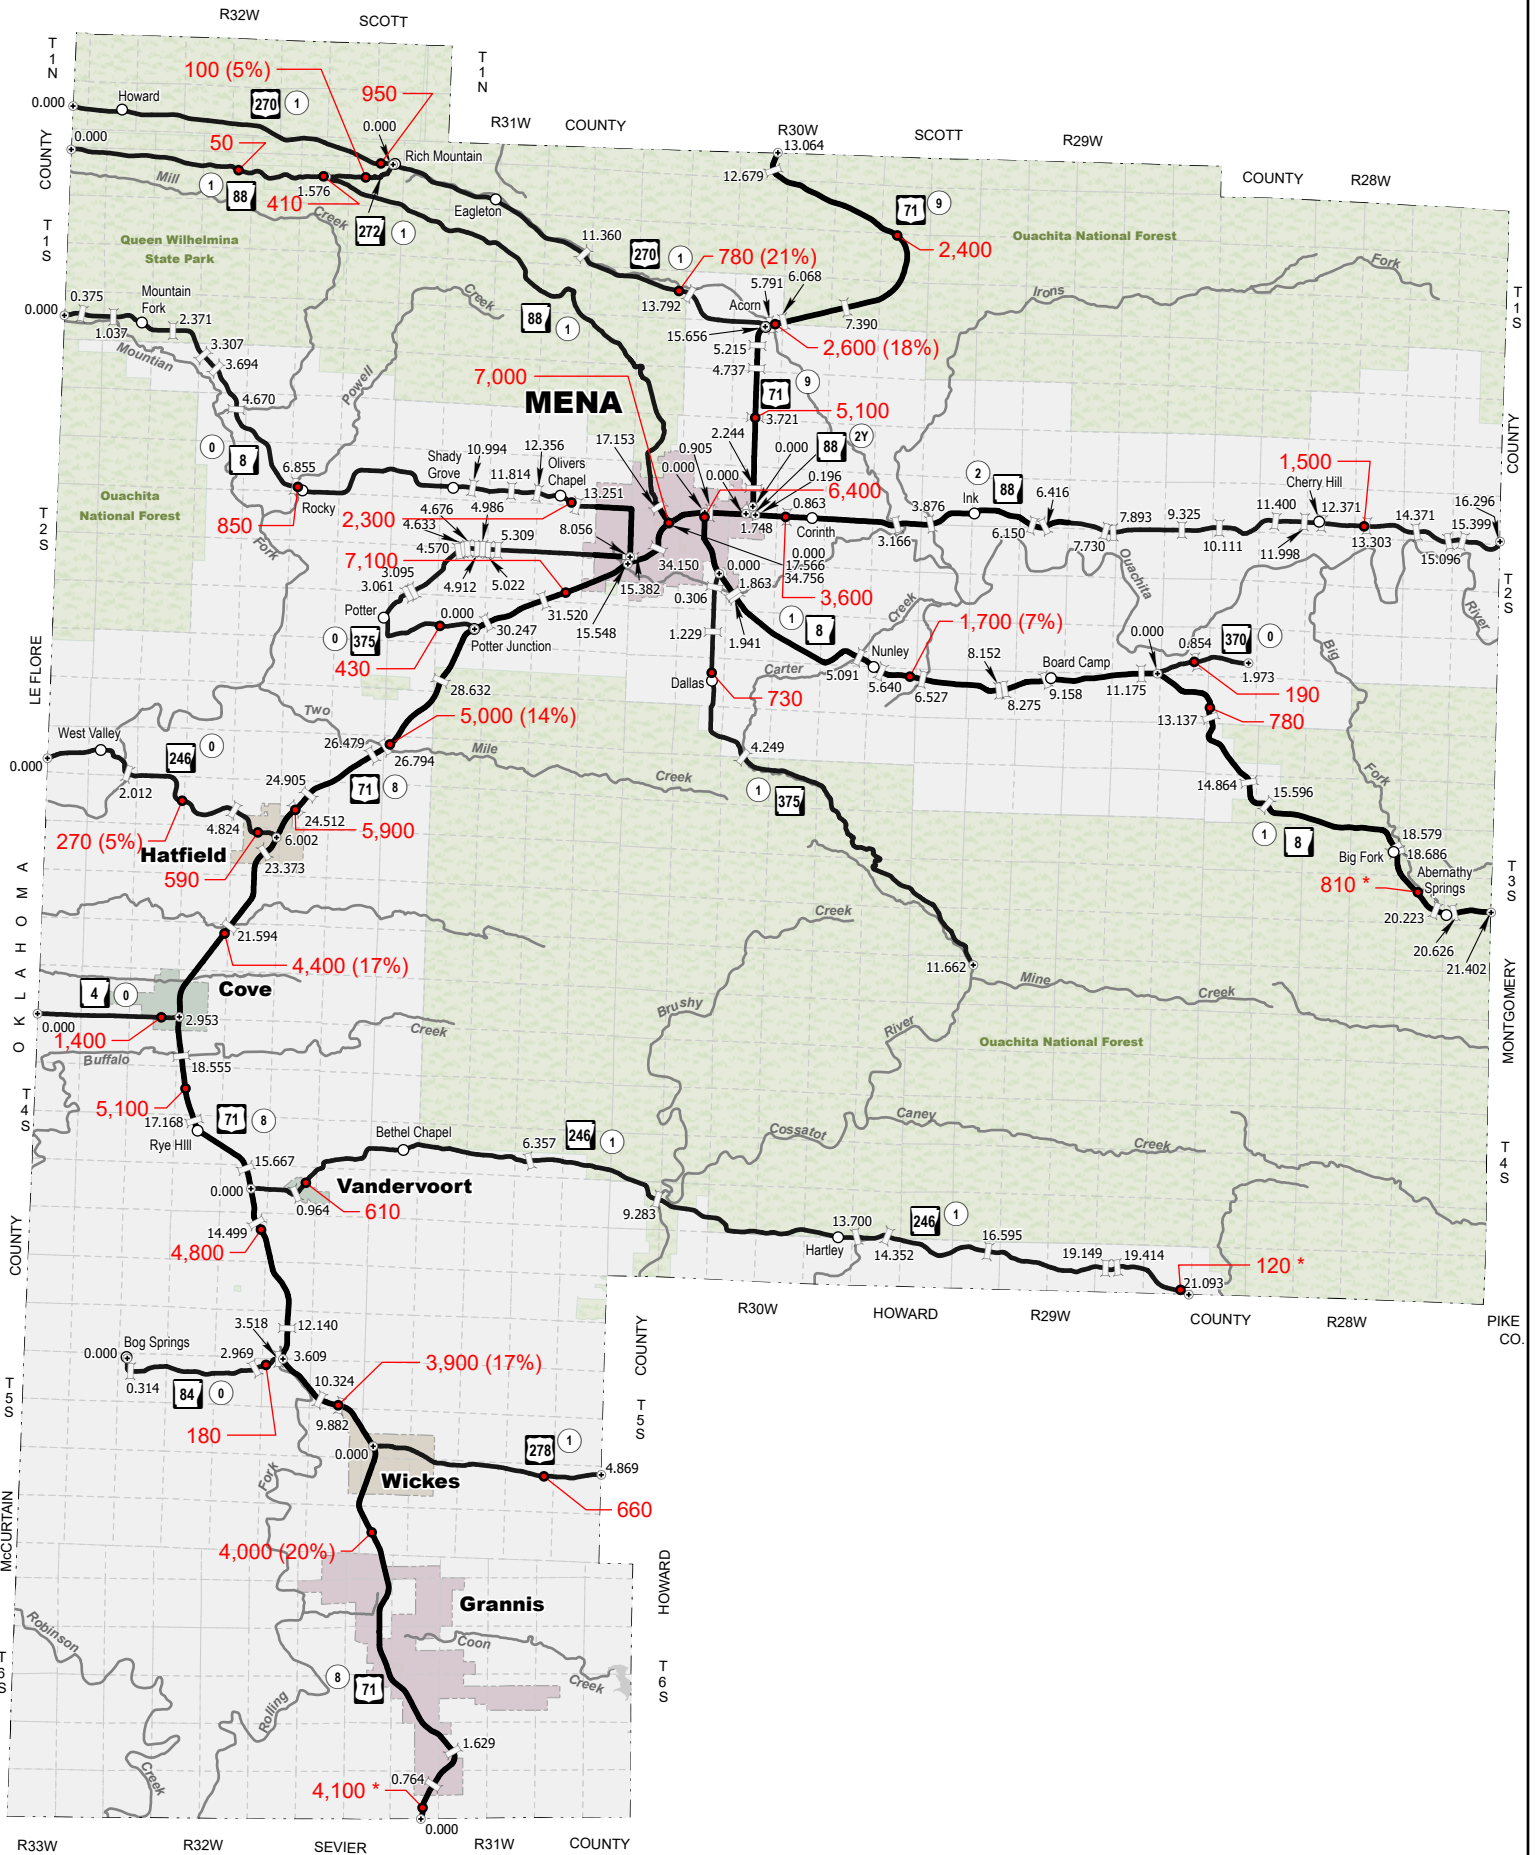 R32W
SCOTT
T1N
T1N
100 (5%)
950
0.000
Howard
270
1
0.000
R31W
COUNTY
R30W
13.064
SCOTT
R29W
0.000
50
Rich Mountain
12.679
COUNTY
R28W
COUNTY
Mill
1
88
1.576
410
Creek
272
1
Eagleton
71
9
2,400
Ouachita National Forest
T1S
Queen Wilhelmina
State Park
11.360
270
1
780 (21%)
Fork
Irons
T1S
0.375
0.000
1.037
Mountain
Fork
2.371
Creek
88
1
13.792
Acorn
5.791
6.068
7.390
15.656
2,600 (18%)
3.307
3.694
Mountian
5.215
4.737
Powell
7,000
MENA
71
9
5,100
3.721
4.670
0
8
17.153
0.905
2.244
0.000
88
2Y
0.000
0.000
0.196
COUNTY
6.855
Rocky
850
Shady
Grove
10.994
11.814
12.356
Olivers
Chapel
13.251
6,400
0.863
Corinth
1.748
3.876
Ink
2
88
6.416
6.150
7.893
7.730
9.325
10.111
11.400
Cherry Hill
1,500
12.371
11.998
13.303
14.371
16.296
15.399
15.096
Ouachita
National Forest
T2S
2,300
4.676
4.633
4.986
5.309
4.570
8.056
3.166
Fork
7,100
4.912
5.022
34.150
0.000
17.566
34.756
3,600
3.095
3.061
0.000
15.382
15.548
0.000
1.863
0.306
Potter
0
375
430
30.247
Potter Junction
31.520
1.229
1.941
1
8
Creek
Nunley
1,700 (7%)
Ouachita
T2S
River
Big
LE FLORE
Dallas
730
Carter
5.091
5.640
6.527
8.152
8.275
Board Camp
9.158
11.175
0.000
0.854
370
0
1.973
190
780
13.137
28.632
5,000 (14%)
Two
Mile
Creek
26.479
26.794
West Valley
0.000
246
0
2.012
24.905
71
8
4.249
1
375
Fork
14.864
15.596
1
8
24.512
5,900
4.824
270 (5%)
Hatfield
6.002
590
23.373
18.579
Big Fork
18.686
810 *
Abernathy
Springs
20.223
20.626
21.402
T3S
OKLAHOMA
21.594
4,400 (17%)
Cove
Creek
11.662
4
0
0.000
2.953
1,400
Brushy
River
Mine
Creek
MONTGOMERY
Buffalo
Creek
18.555
Ouachita National Forest
5,100
T4S
17.168
Rye HIll
71
8
Bethel Chapel
6.357
246
1
Caney
Creek
Cossatot
T4S
15.667
0.000
0.964
Vandervoort
610
9.283
COUNTY
14.499
4,800
13.700
Hartley
14.352
246
1
16.595
19.149
19.414
120 *
21.093
R30W
HOWARD
R29W
COUNTY
R28W
PIKE
CO.
3.518
12.140
COUNTY
0.000
Bog Springs
2.969
3.609
0.314
84
0
180
10.324
9.882
3,900 (17%)
T5S
T5S
0.000
278
1
4.869
Wickes
660
Fork
McCURTAIN
4,000 (20%)
HOWARD
Grannis
Robinson
Coon
Creek
T6S
T6S
8
71
Rolling
1.629
Creek
0.764
4,100 *
0.000
R33W
R32W
SEVIER
R31W
COUNTY